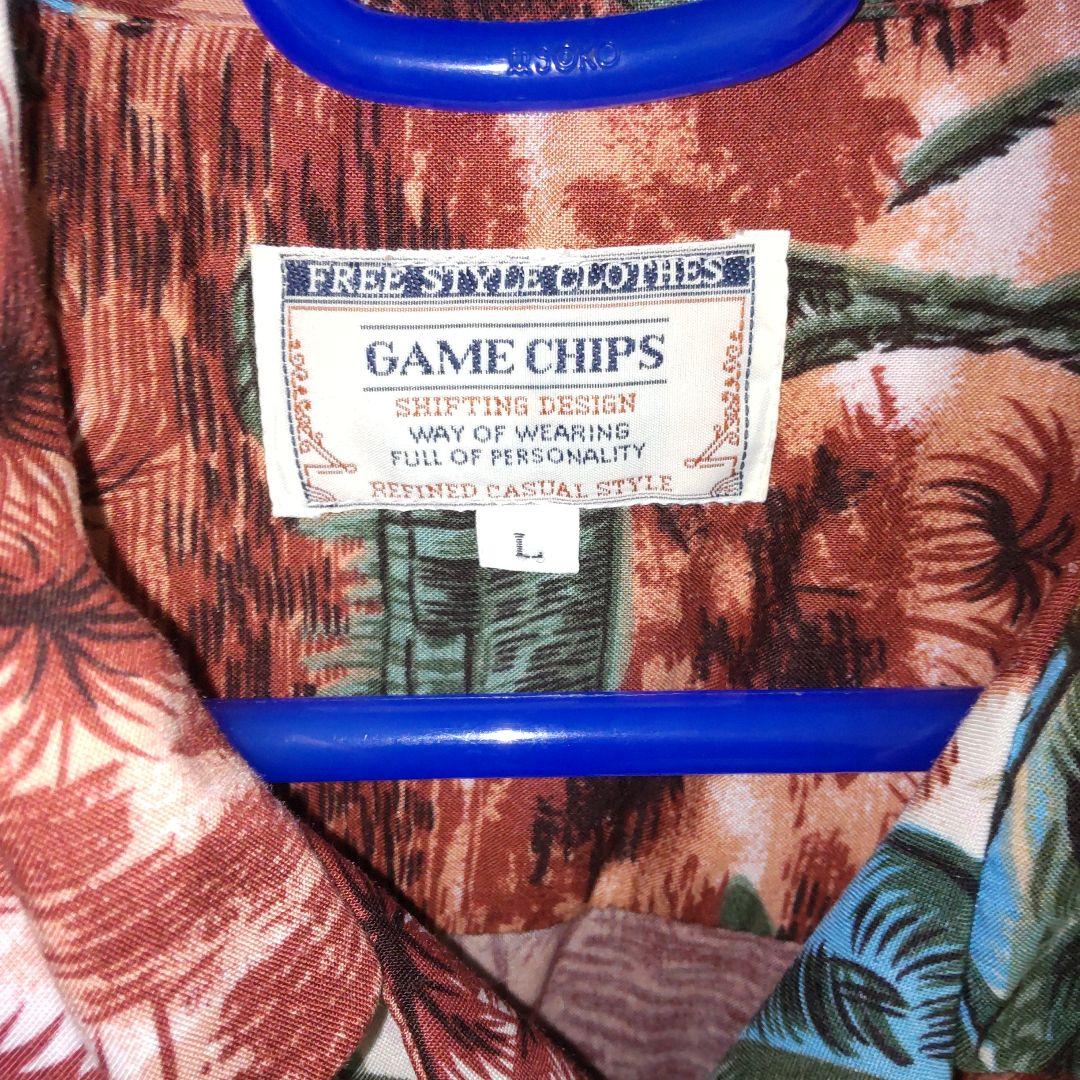 FREE STYLE CLOTHES
GAME CHIPS
SHIFTING DESIGN
WAY OF WEARING
FULL OF PERSONALITY
REFINED CASUAL STYLE
L